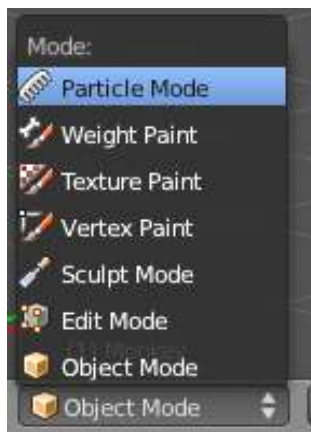 Mode:
Particle Mode
Weight Paint
Texture Paint
Vertex Paint
Sculpt Mode
Edit Mode
Object Mode
Object Mode